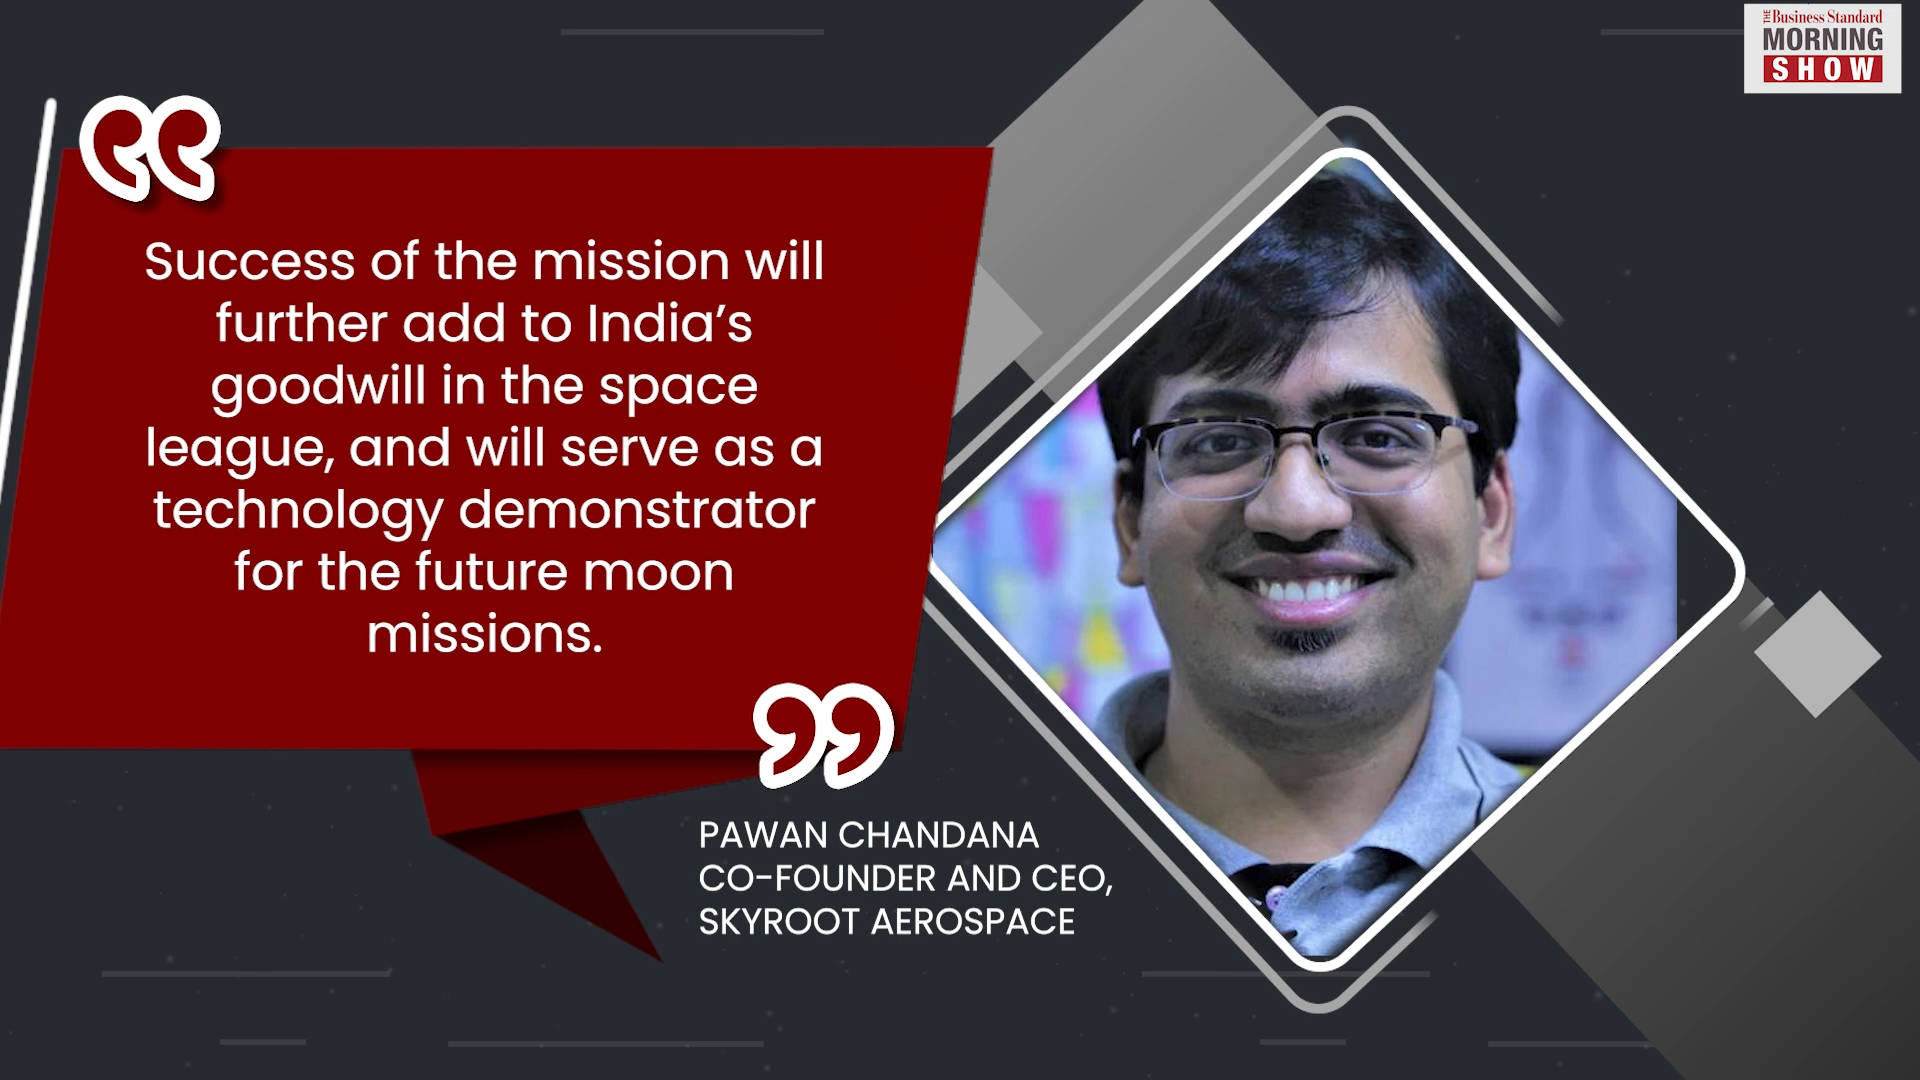 THE Business Standard
MORNING
SHOW
Success of the mission will
further add to India’s
goodwill in the space
league, and will serve as a
technology demonstrator
for the future moon
missions.
PAWAN CHANDANA
CO-FOUNDER AND CEO,
SKYROOT AEROSPACE